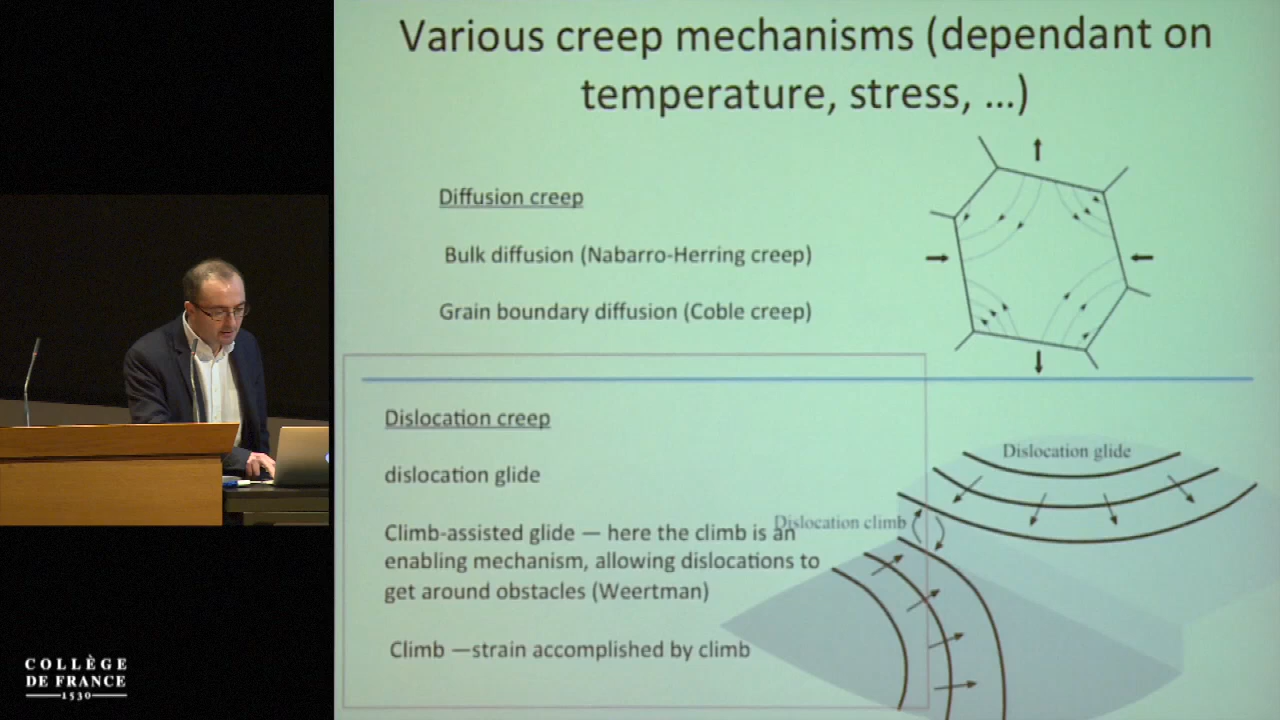 Various creep mechanisms (dependant on
temperature, stress, ...)
Diffusion creep
Bulk diffusion (Nabarro-Herring creep)
Grain boundary diffusion (Coble creep)
Dislocation creep
dislocation glide
Climb-assisted glide — here the climb is an
enabling mechanism, allowing dislocations to
get around obstacles (Weertman)
Climb —strain accomplished by climb
Dislocation glide
Dislocation climb
COLLÈGE
DE FRANCE
1530